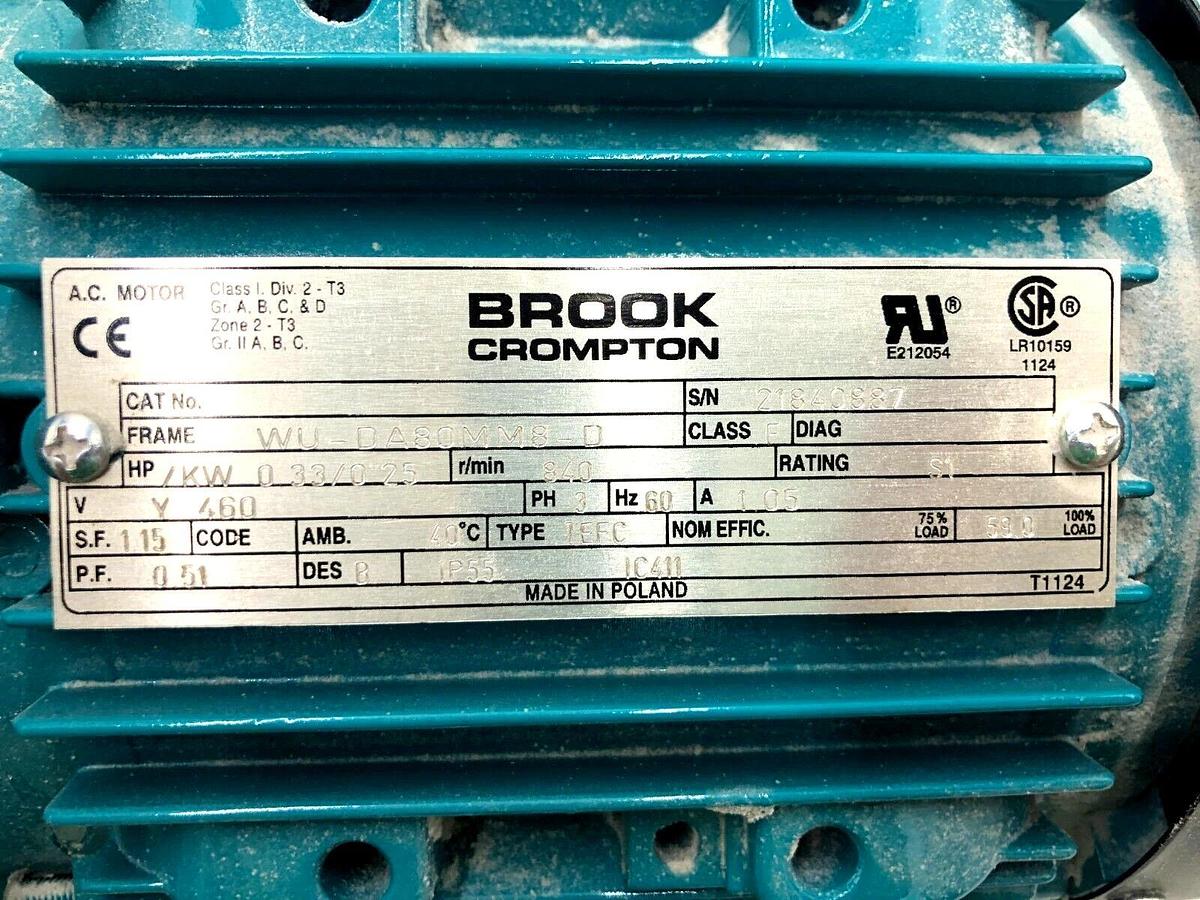 A.C. MOTOR
Class I. Div. 2 - T3
Gr. A, B, C, & D
Zone 2 - T3
Gr. II A, B, C.
CE
BROOK
CROMPTON
RU®
E212054
SA®
LR10159
1124
CAT No. S/N 21840887
FRAME WU-DA80MM8-D CLASS F DIAG
HP /KW 0.33/0.25 r/min 840 RATING S1
V Y 460 PH 3 Hz 60 A 1.05
S.F. 1.15 CODE AMB. 40°C TYPE TEFC NOM EFFIC. 75% LOAD 59.0 100% LOAD
P.F. 0.51 DES B IP55 IC411
MADE IN POLAND T1124